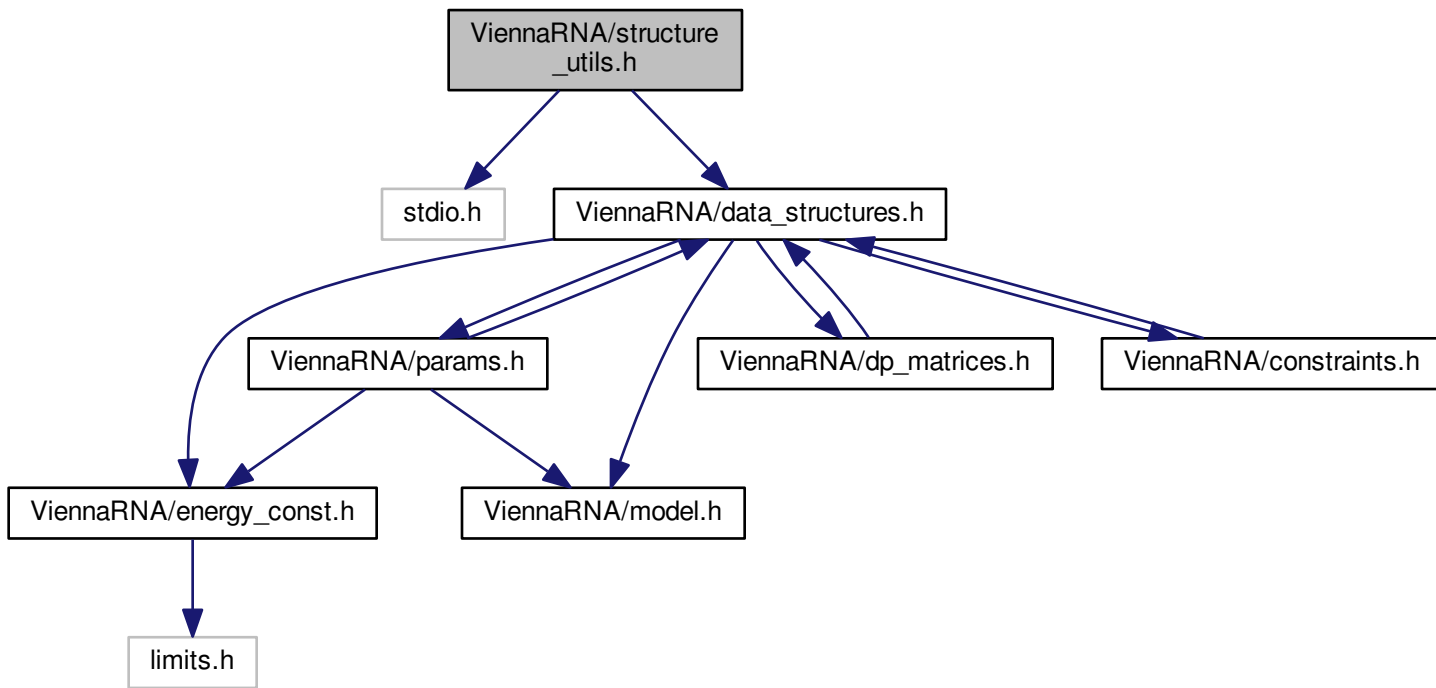 ViennaRNA/structure
_utils.h
stdio.h
ViennaRNA/data_structures.h
ViennaRNA/params.h
ViennaRNA/dp_matrices.h
ViennaRNA/constraints.h
ViennaRNA/energy_const.h
ViennaRNA/model.h
limits.h